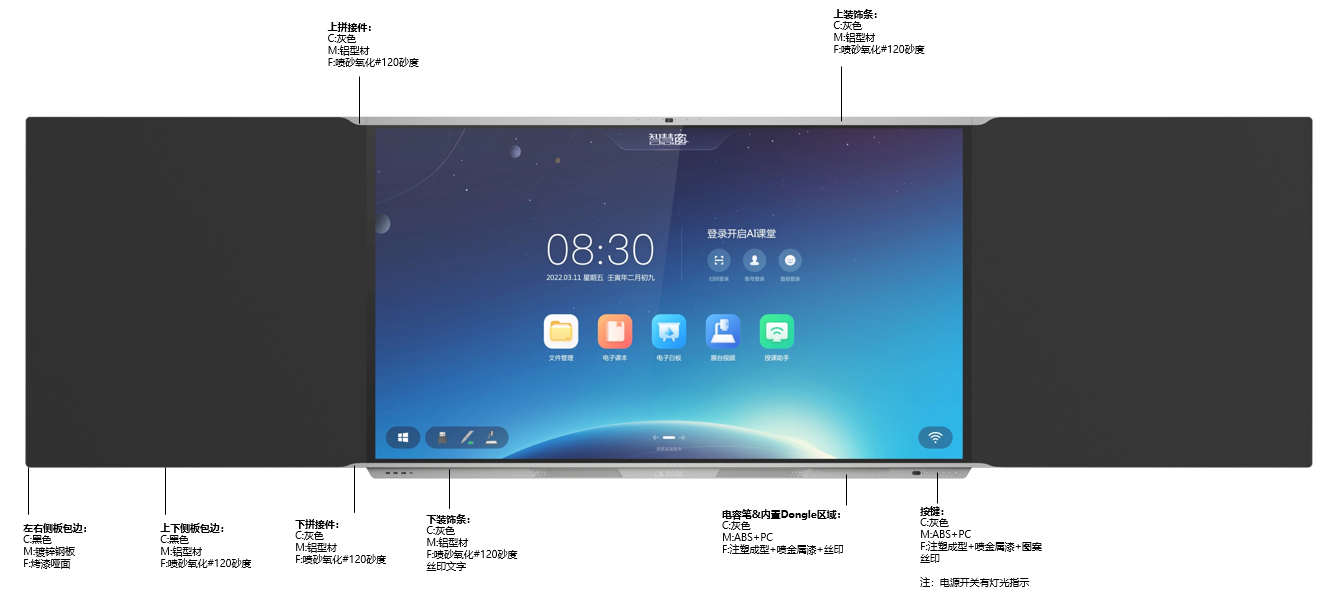 上拼接件：
C:灰色
M:铝型材
F:喷砂氧化#120砂度
上装饰条：
C:灰色
M:铝型材
F:喷砂氧化#120砂度
智慧窗
08:30
2022.03.11 星期五 壬寅年二月初九
登录开启AI课堂
扫码登录
账号登录
文件管理
电子课本
电子白板
展台视频
授课助手
左右侧板包边：
C:黑色
M:镀锌钢板
F:烤漆哑面
上下侧板包边：
C:黑色
M:铝型材
F:喷砂氧化#120砂度
下拼接件：
C:灰色
M:铝型材
F:喷砂氧化#120砂度
下装饰条：
C:灰色
M:铝型材
F:喷砂氧化#120砂度
丝印文字
电容笔&内置Dongle区域：
C:灰色
M:ABS+PC
F:注塑成型+喷金属漆+丝印
按键：
C:灰色
M:ABS+PC
F:注塑成型+喷金属漆+图案
丝印
注：电源开关有灯光指示